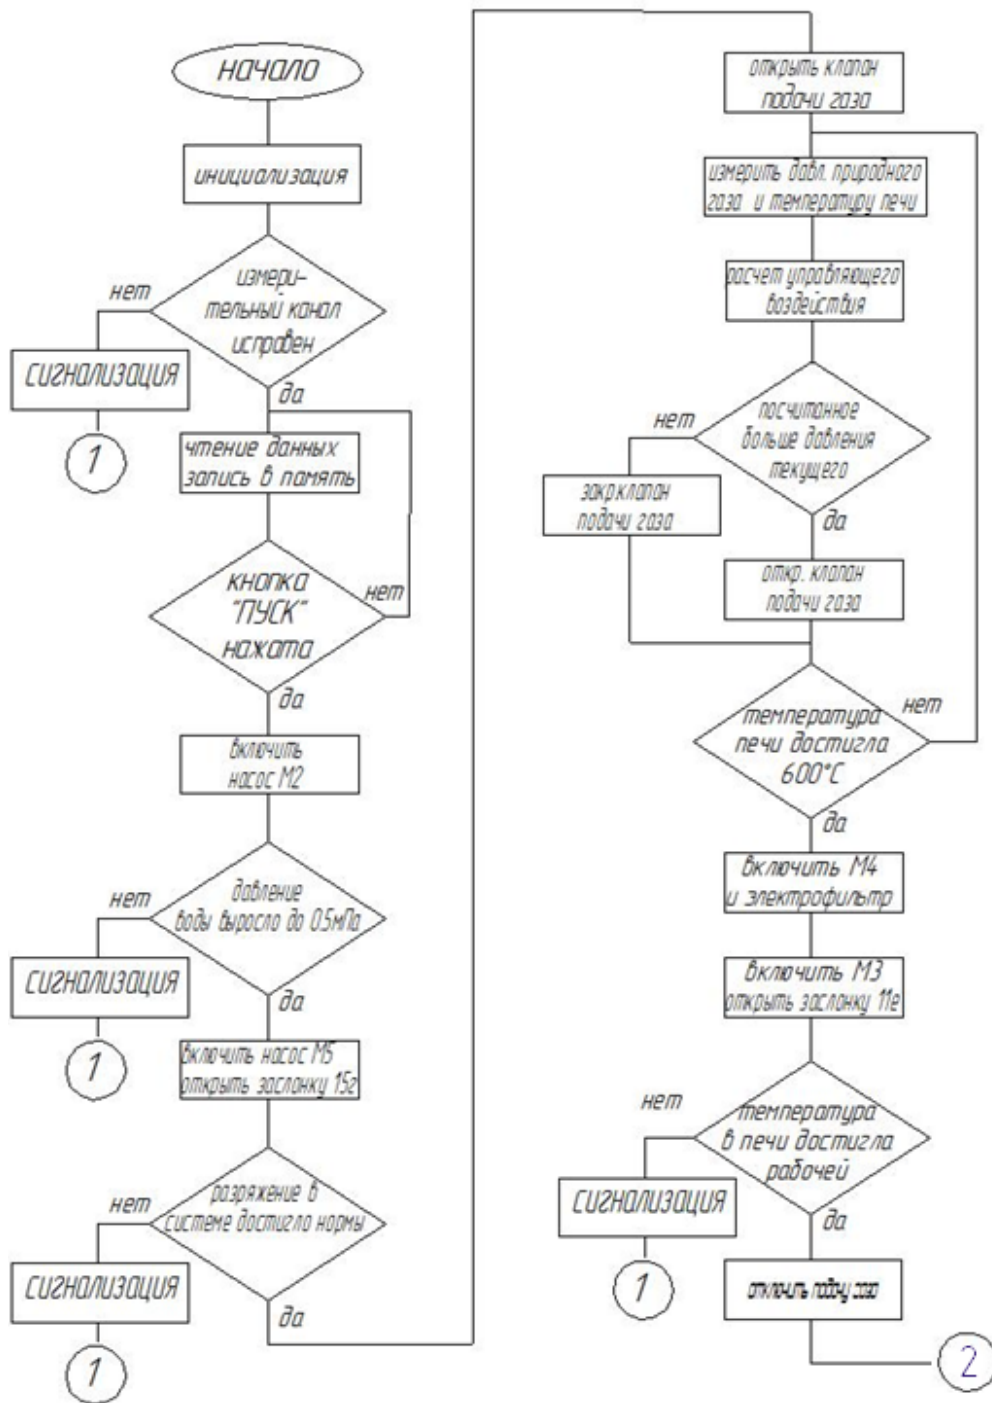 начало
инициализация
измери-
тельный канал
исправен
нет
да
СИГНАЛИЗАЦИЯ
1
чтение данных
запись в память
кнопка
"ПУСК"
нажата
нет
да
включить
насос М2
давление
воды выросло до 0.5мПа
нет
да
СИГНАЛИЗАЦИЯ
1
включить насос М5
открыть заслонку 15г
разряжение в
системе достигло нормы
нет
да
СИГНАЛИЗАЦИЯ
1
открыть клапан
подачи газа
измерить давл. природного
газа и температуру печи
расчет управляющего
воздействия
посчитанное
больше давления
текущего
нет
да
закр.клапан
подачи газа
откр. клапан
подачи газа
температура
печи достигла
600°С
нет
да
включить М4
и электрофильтр
включить М3
открыть заслонку 11е
температура
в печи достигла
рабочей
нет
да
СИГНАЛИЗАЦИЯ
1
отключить подачу газа
2